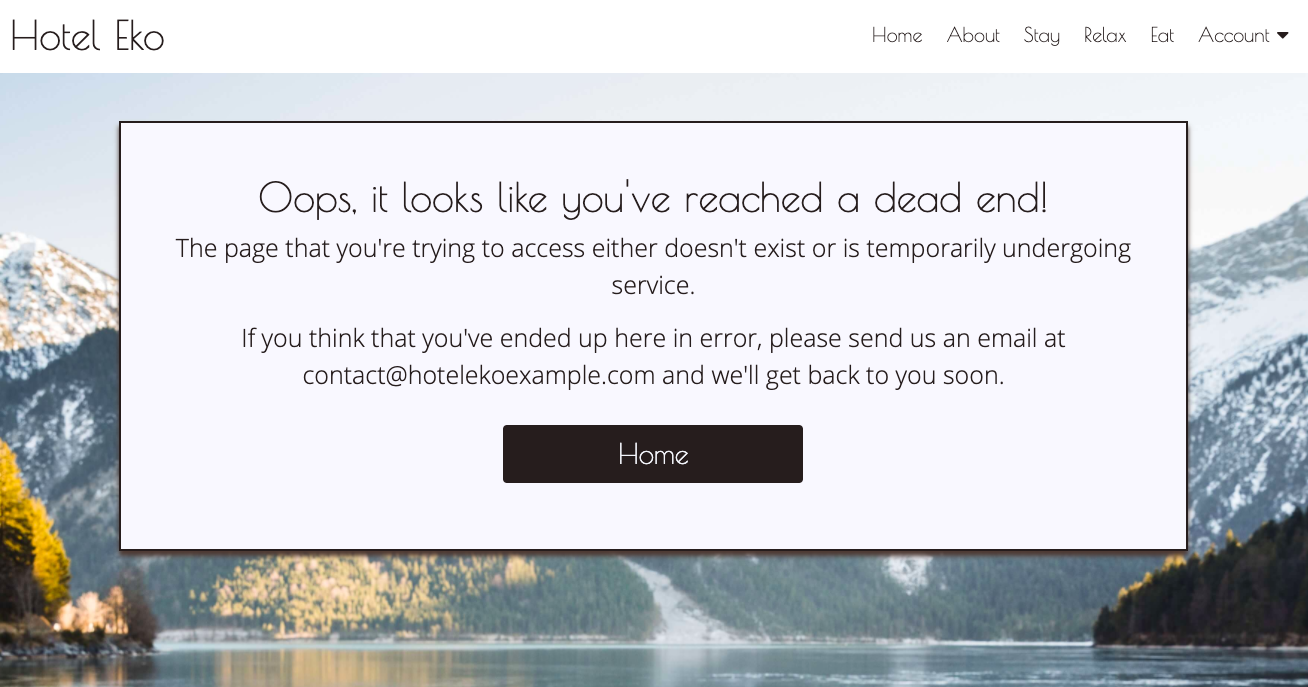 Hotel Eko
Home About Stay Relax Eat Account
Oops, it looks like you've reached a dead end!
The page that you're trying to access either doesn't exist or is temporarily undergoing
service.
If you think that you've ended up here in error, please send us an email at
contact@hotelekoexample.com and we'll get back to you soon.
Home